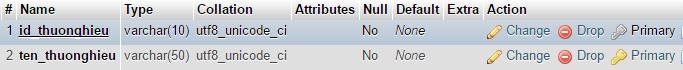 # Name Type Collation Attributes Null Default Extra Action
1 id_thuonghieu varchar(10) utf8_unicode_ci No None Change Drop Primary
2 ten_thuonghieu varchar(50) utf8_unicode_ci No None Change Drop Primary